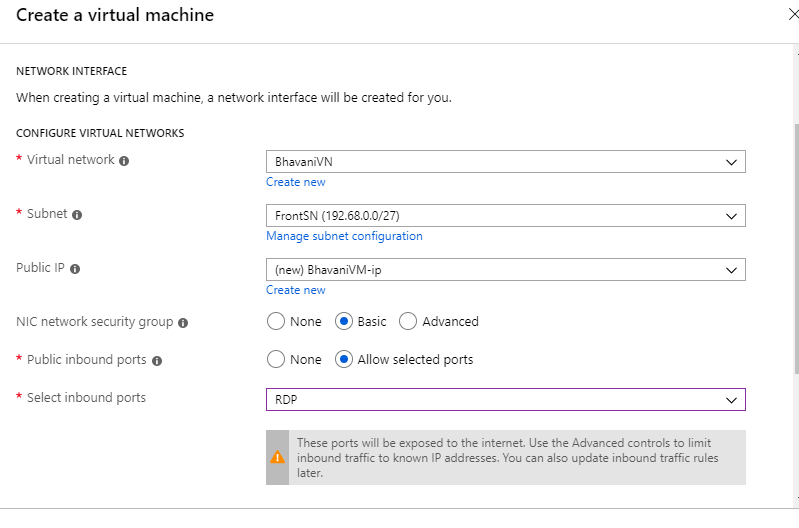 Create a virtual machine
NETWORK INTERFACE
When creating a virtual machine, a network interface will be created for you.
CONFIGURE VIRTUAL NETWORKS
* Virtual network
BhavaniVN
Create new
* Subnet
FrontSN (192.68.0.0/27)
Manage subnet configuration
Public IP
(new) BhavaniVM-ip
Create new
NIC network security group
None Basic Advanced
* Public inbound ports
None Allow selected ports
* Select inbound ports
RDP
These ports will be exposed to the internet. Use the Advanced controls to limit
inbound traffic to known IP addresses. You can also update inbound traffic rules
later.